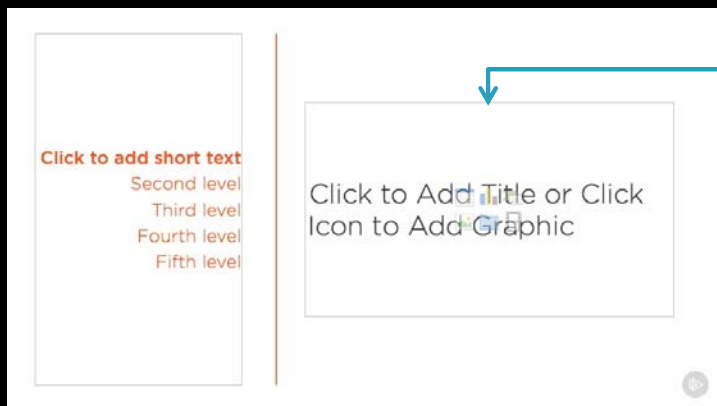 Click to add short text
Second level
Third level
Fourth level
Fifth level
Click to Add Title or Click
Icon to Add Graphic